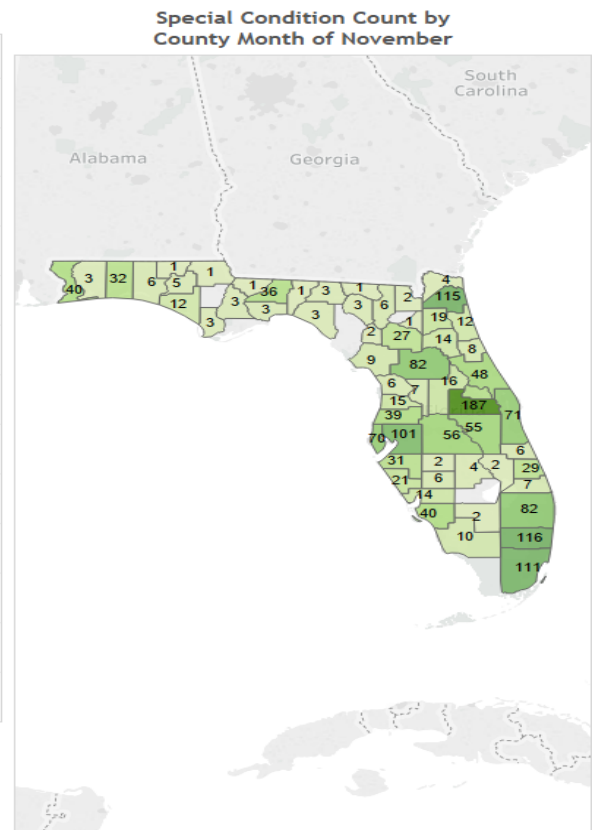 Special Condition Count by
County Month of November
South
Carolina
Alabama
Georgia
40 3 32 6 1 5 12 1
3 3 1 36 3 1 3 3 1 3 6 2
4
115
1 19 12
2 27 14 8
9 82 48
6 7 16
15 187 71
39
70 101 56 55
6
31 2 4 2 29
21 6 7
14
40 2 82
10 116
111